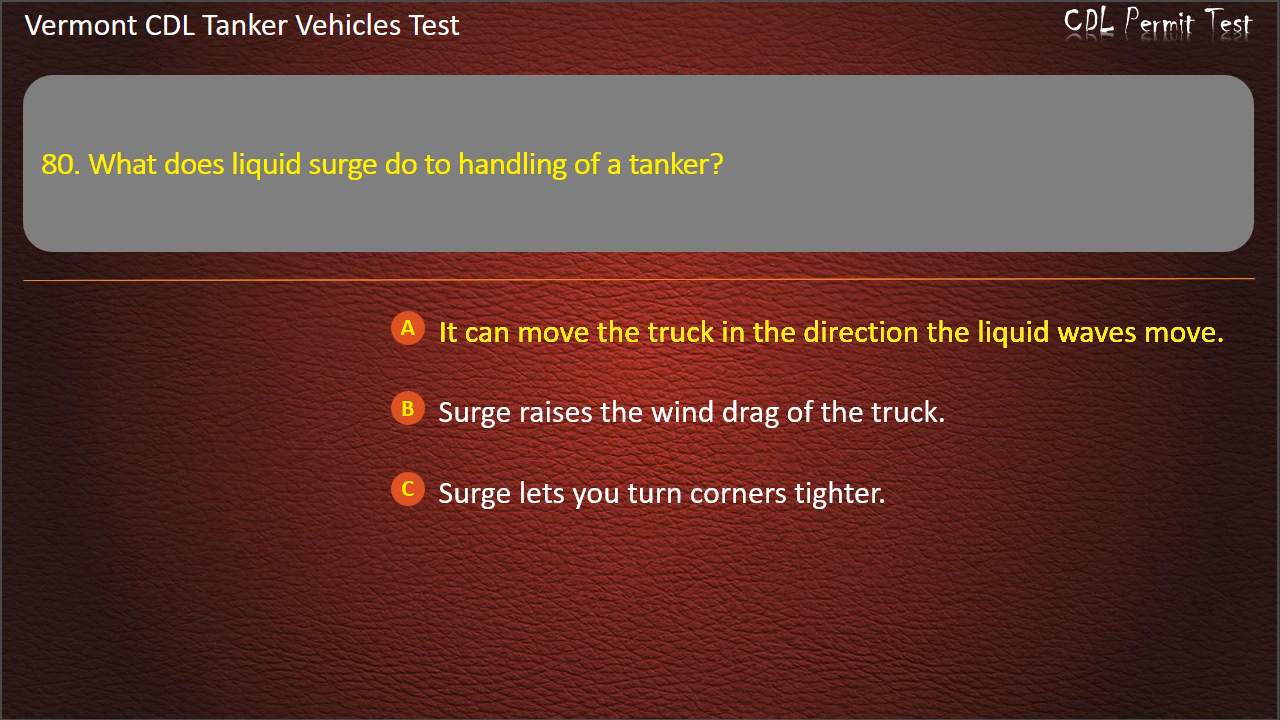 Vermont CDL Tanker Vehicles Test
CDL Permit Test
80. What does liquid surge do to handling of a tanker?
A It can move the truck in the direction the liquid waves move.
B Surge raises the wind drag of the truck.
C Surge lets you turn corners tighter.